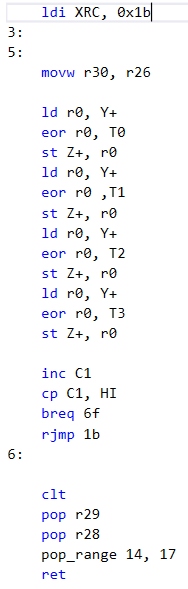 ldi XRC, 0x1b
3:
5:
movw r30, r26
ld r0, Y+
eor r0, T0
st Z+, r0
ld r0, Y+
eor r0 ,T1
st Z+, r0
ld r0, Y+
eor r0, T2
st Z+, r0
ld r0, Y+
eor r0, T3
st Z+, r0
inc C1
cp C1, HI
breq 6f
rjmp 1b
6:
clt
pop r29
pop r28
pop_range 14, 17
ret